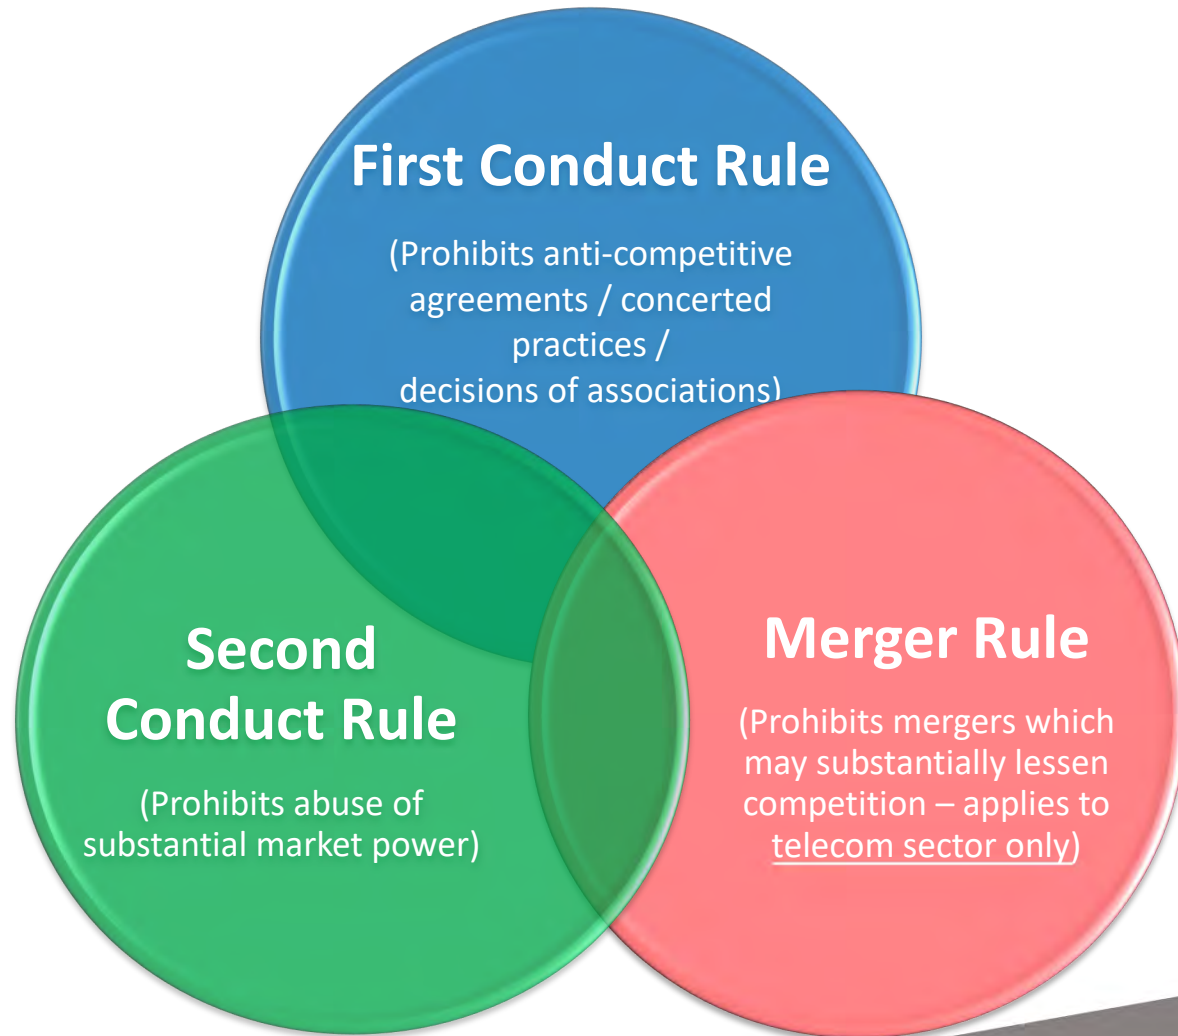 First Conduct Rule
(Prohibits anti-competitive
agreements / concerted
practices /
decisions of associations)
Second
Conduct Rule
(Prohibits abuse of
substantial market power)
Merger Rule
(Prohibits mergers which
may substantially lessen
competition – applies to
telecom sector only)